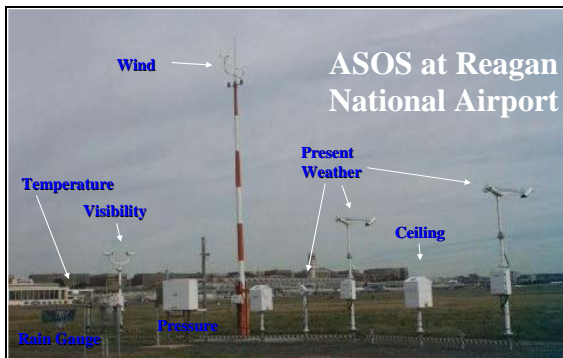 ASOS at Reagan
National Airport
Wind
Present
Weather
Temperature
Visibility
Ceiling
Pressure
Rain Gauge